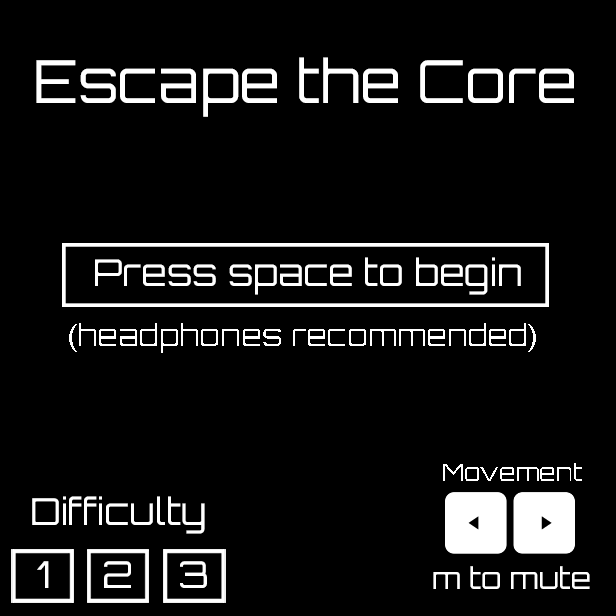 Escape the Core
Press space to begin
(headphones recommended)
Difficulty
1 2 3
Movement
m to mute